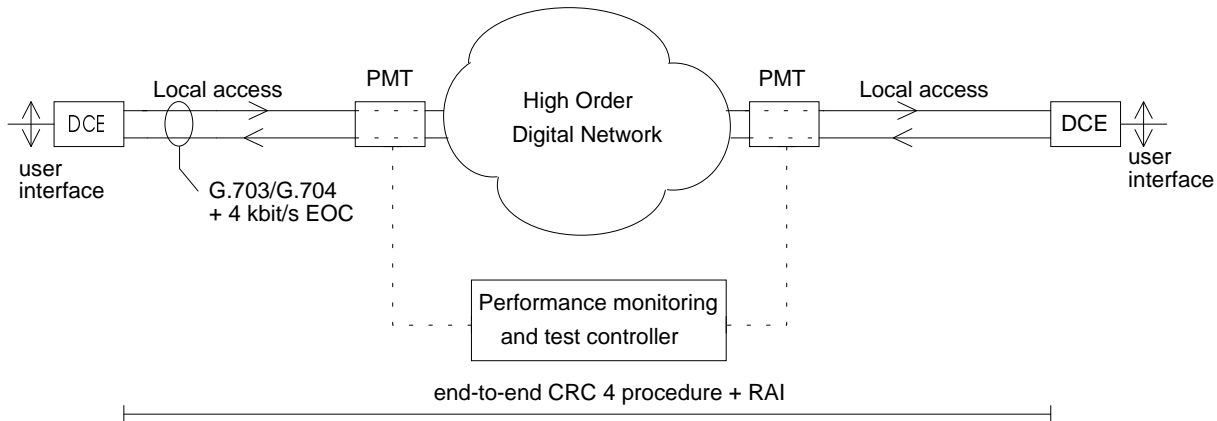 PMT
PMT
Local access
Local access
High Order
Digital Network
DCE
DCE
user
interface
user
interface
G.703/G.704
+ 4 kbit/s EOC
Performance monitoring
and test controller
end-to-end CRC 4 procedure + RAI